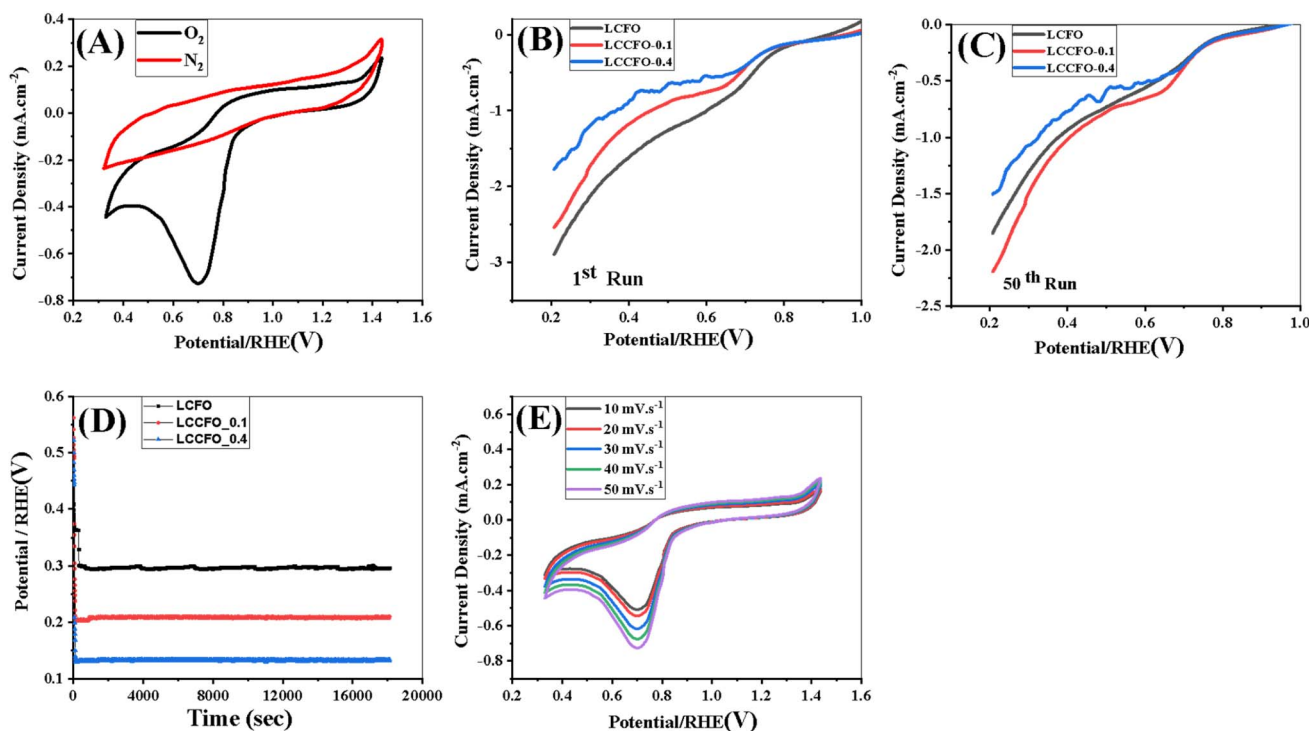 (A)
O₂
N₂
0.4
0.2
0.0
-0.2
-0.4
-0.6
-0.8
0.2 0.4 0.6 0.8 1.0 1.2 1.4 1.6
Current Density (mA.cm⁻²)
Potential/RHE(V)
(B)
LCFO
LCCFO-0.1
LCCFO-0.4
1
0
-1
-2
-3
0.2 0.4 0.6 0.8 1.0
1st Run
Current Density (mA.cm⁻²)
Potential/RHE(V)
(C)
LCFO
LCCFO-0.1
LCCFO-0.4
0.0
-0.5
-1.0
-1.5
-2.0
-2.5
0.2 0.4 0.6 0.8 1.0
50th Run
Current Density (mA.cm⁻²)
Potential/RHE(V)
(D)
LCFO
LCCFO_0.1
LCCFO_0.4
0.6
0.5
0.4
0.3
0.2
0.1
0 4000 8000 12000 16000 20000
Potential / RHE(V)
Time (sec)
(E)
10 mV.s⁻¹
20 mV.s⁻¹
30 mV.s⁻¹
40 mV.s⁻¹
50 mV.s⁻¹
0.6
0.4
0.2
0.0
-0.2
-0.4
-0.6
-0.8
0.2 0.4 0.6 0.8 1.0 1.2 1.4 1.6
Current Density (mA.cm⁻²)
Potential/RHE(V)